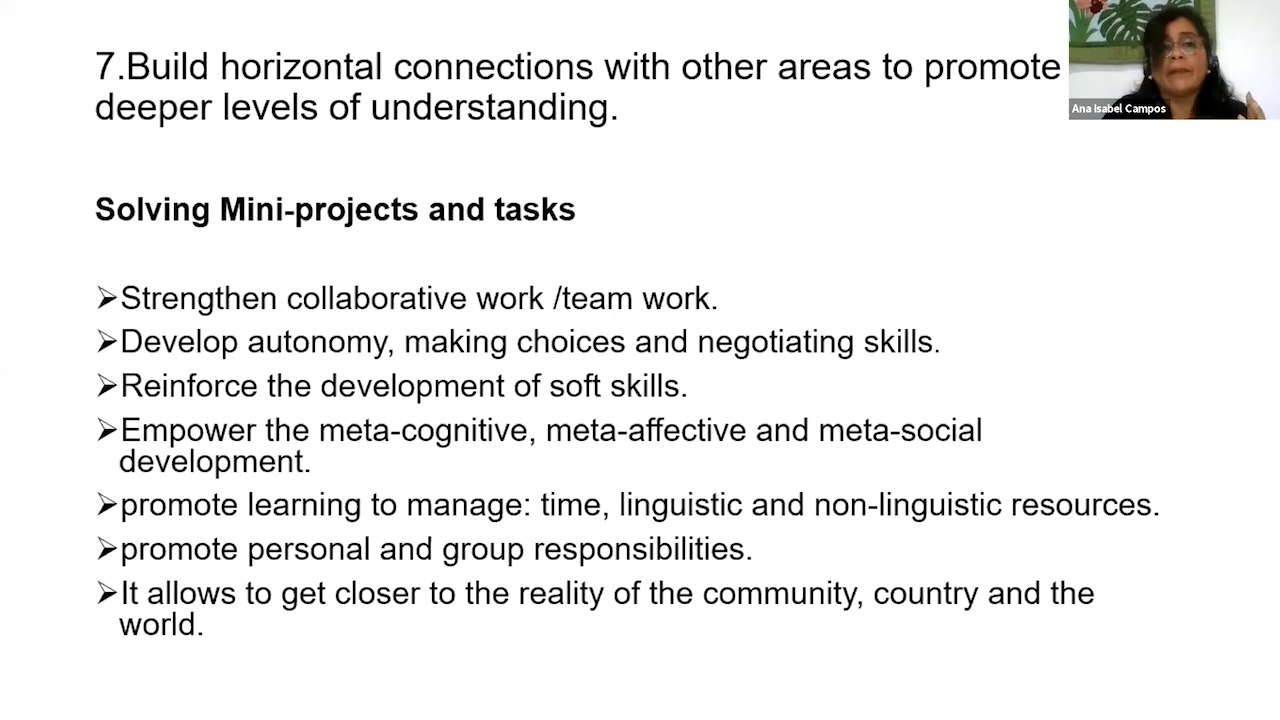 7.Build horizontal connections with other areas to promote
deeper levels of understanding.
Ana Isabel Campos
Solving Mini-projects and tasks
➢Strengthen collaborative work /team work.
➢Develop autonomy, making choices and negotiating skills.
➢Reinforce the development of soft skills.
➢Empower the meta-cognitive, meta-affective and meta-social
development.
➢promote learning to manage: time, linguistic and non-linguistic resources.
➢promote personal and group responsibilities.
➢It allows to get closer to the reality of the community, country and the
world.